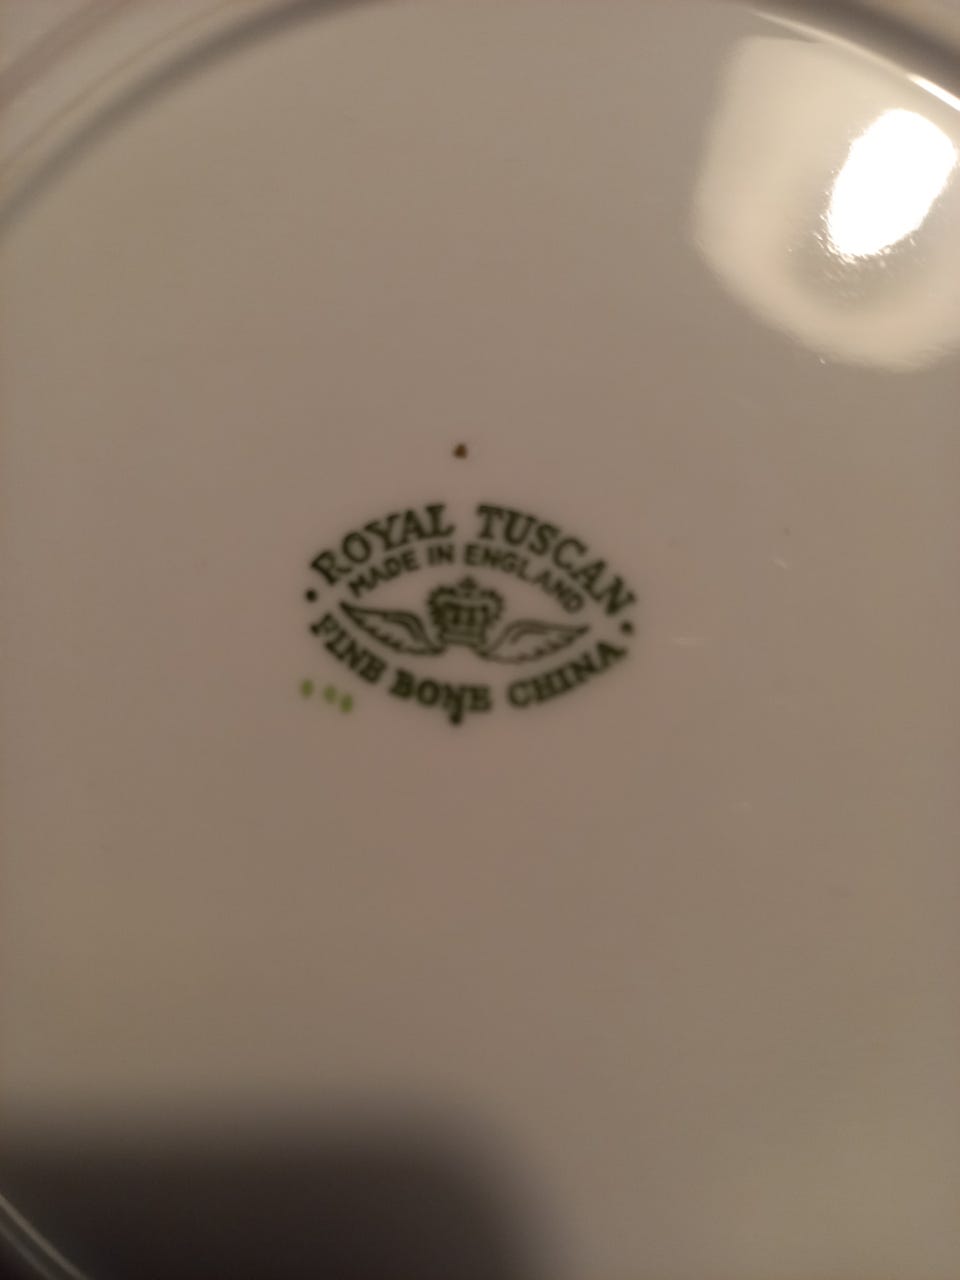 ROYAL TUSCAN
MADE IN ENGLAND
FINE BONE CHINA